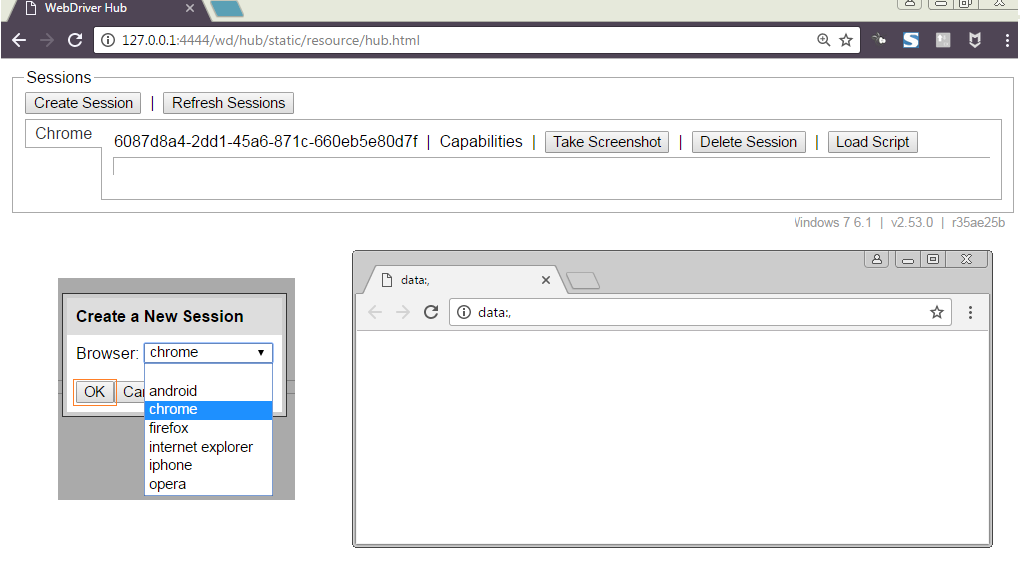 WebDriver Hub
127.0.0.1:4444/wd/hub/static/resource/hub.html
Sessions
Create Session | Refresh Sessions
Chrome
6087d8a4-2dd1-45a6-871c-660eb5e80d7f | Capabilities | Take Screenshot | Delete Session | Load Script
Windows 7 6.1 | v2.53.0 | r35ae25b
Create a New Session
Browser: chrome
OK
android
chrome
firefox
internet explorer
iphone
opera
data:,
data:,